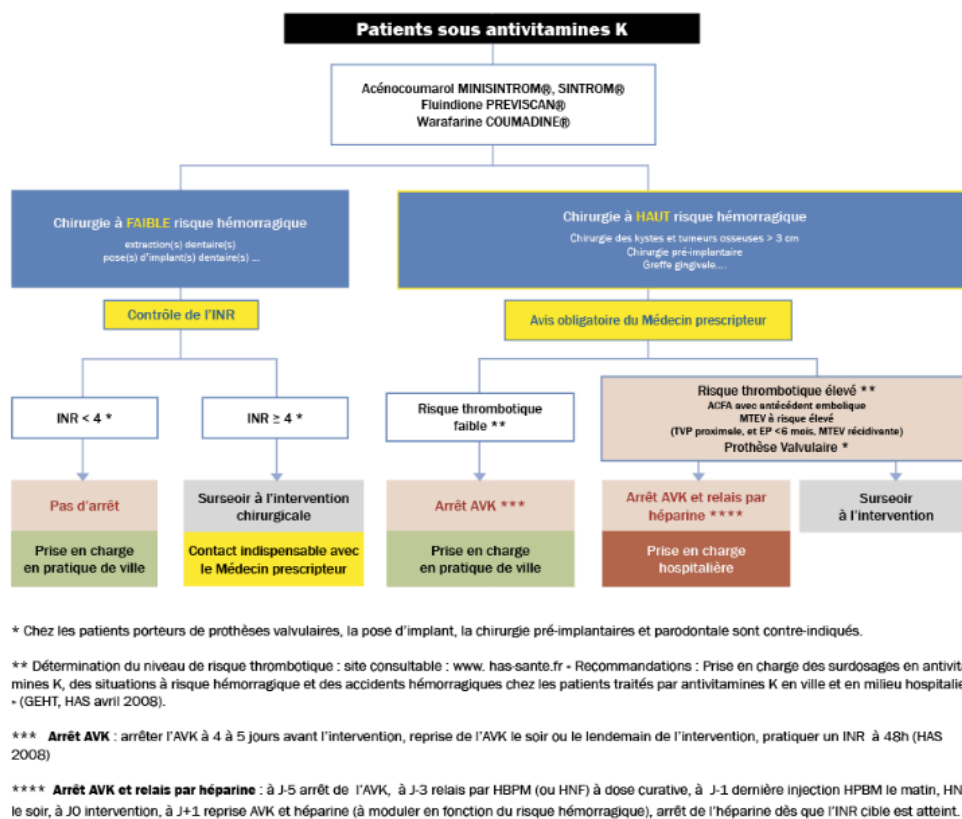 Patients sous antivitamines K
Acénocoumarol MINISINTROM®, SINTROM®
Fluindione PREVISCAN®
Warafarine COUMADINE®
Chirurgie à FAIBLE risque hémorragique
extraction(s) dentaire(s)
pose(s) d'implant(s) dentaire(s) ...
Chirurgie à HAUT risque hémorragique
Chirurgie des kystes et tumeurs osseuses > 3 cm
Chirurgie pré-implantaire
Greffe gingivale....
Contrôle de l'INR
Avis obligatoire du Médecin prescripteur
INR < 4 *
INR ≥ 4 *
Risque thrombotique
faible **
Risque thrombotique élevé **
ACFA avec antécédent embolique
MTEV à risque élevé
(TVP proximale, et EP <6 mois, MTEV récidivante)
Prothèse Valvulaire *
Pas d'arrêt
Prise en charge
en pratique de ville
Surseoir à l'intervention
chirurgicale
Contact indispensable avec
le Médecin prescripteur
Arrêt AVK ***
Prise en charge
en pratique de ville
Arrêt AVK et relais par
héparine ****
Prise en charge
hospitalière
Surseoir
à l'intervention
* Chez les patients porteurs de prothèses valvulaires, la pose d'implant, la chirurgie pré-implantaires et parodontale sont contre-indiqués.
** Détermination du niveau de risque thrombotique : site consultable : www. has-sante.fr - Recommandations : Prise en charge des surdosages en antivita
mines K, des situations à risque hémorragique et des accidents hémorragiques chez les patients traités par antivitamines K en ville et en milieu hospitalie
- (GEHT, HAS avril 2008).
*** Arrêt AVK : arrêter l'AVK à 4 à 5 jours avant l'intervention, reprise de l'AVK le soir ou le lendemain de l'intervention, pratiquer un INR à 48h (HAS
2008)
**** Arrêt AVK et relais par héparine : à J-5 arrêt de l'AVK, à J-3 relais par HBPM (ou HNF) à dose curative, à J-1 dernière injection HPBM le matin, HN
le soir, à J0 intervention, à J+1 reprise AVK et héparine (à moduler en fonction du risque hémorragique), arrêt de l'héparine dès que l'INR cible est atteint.